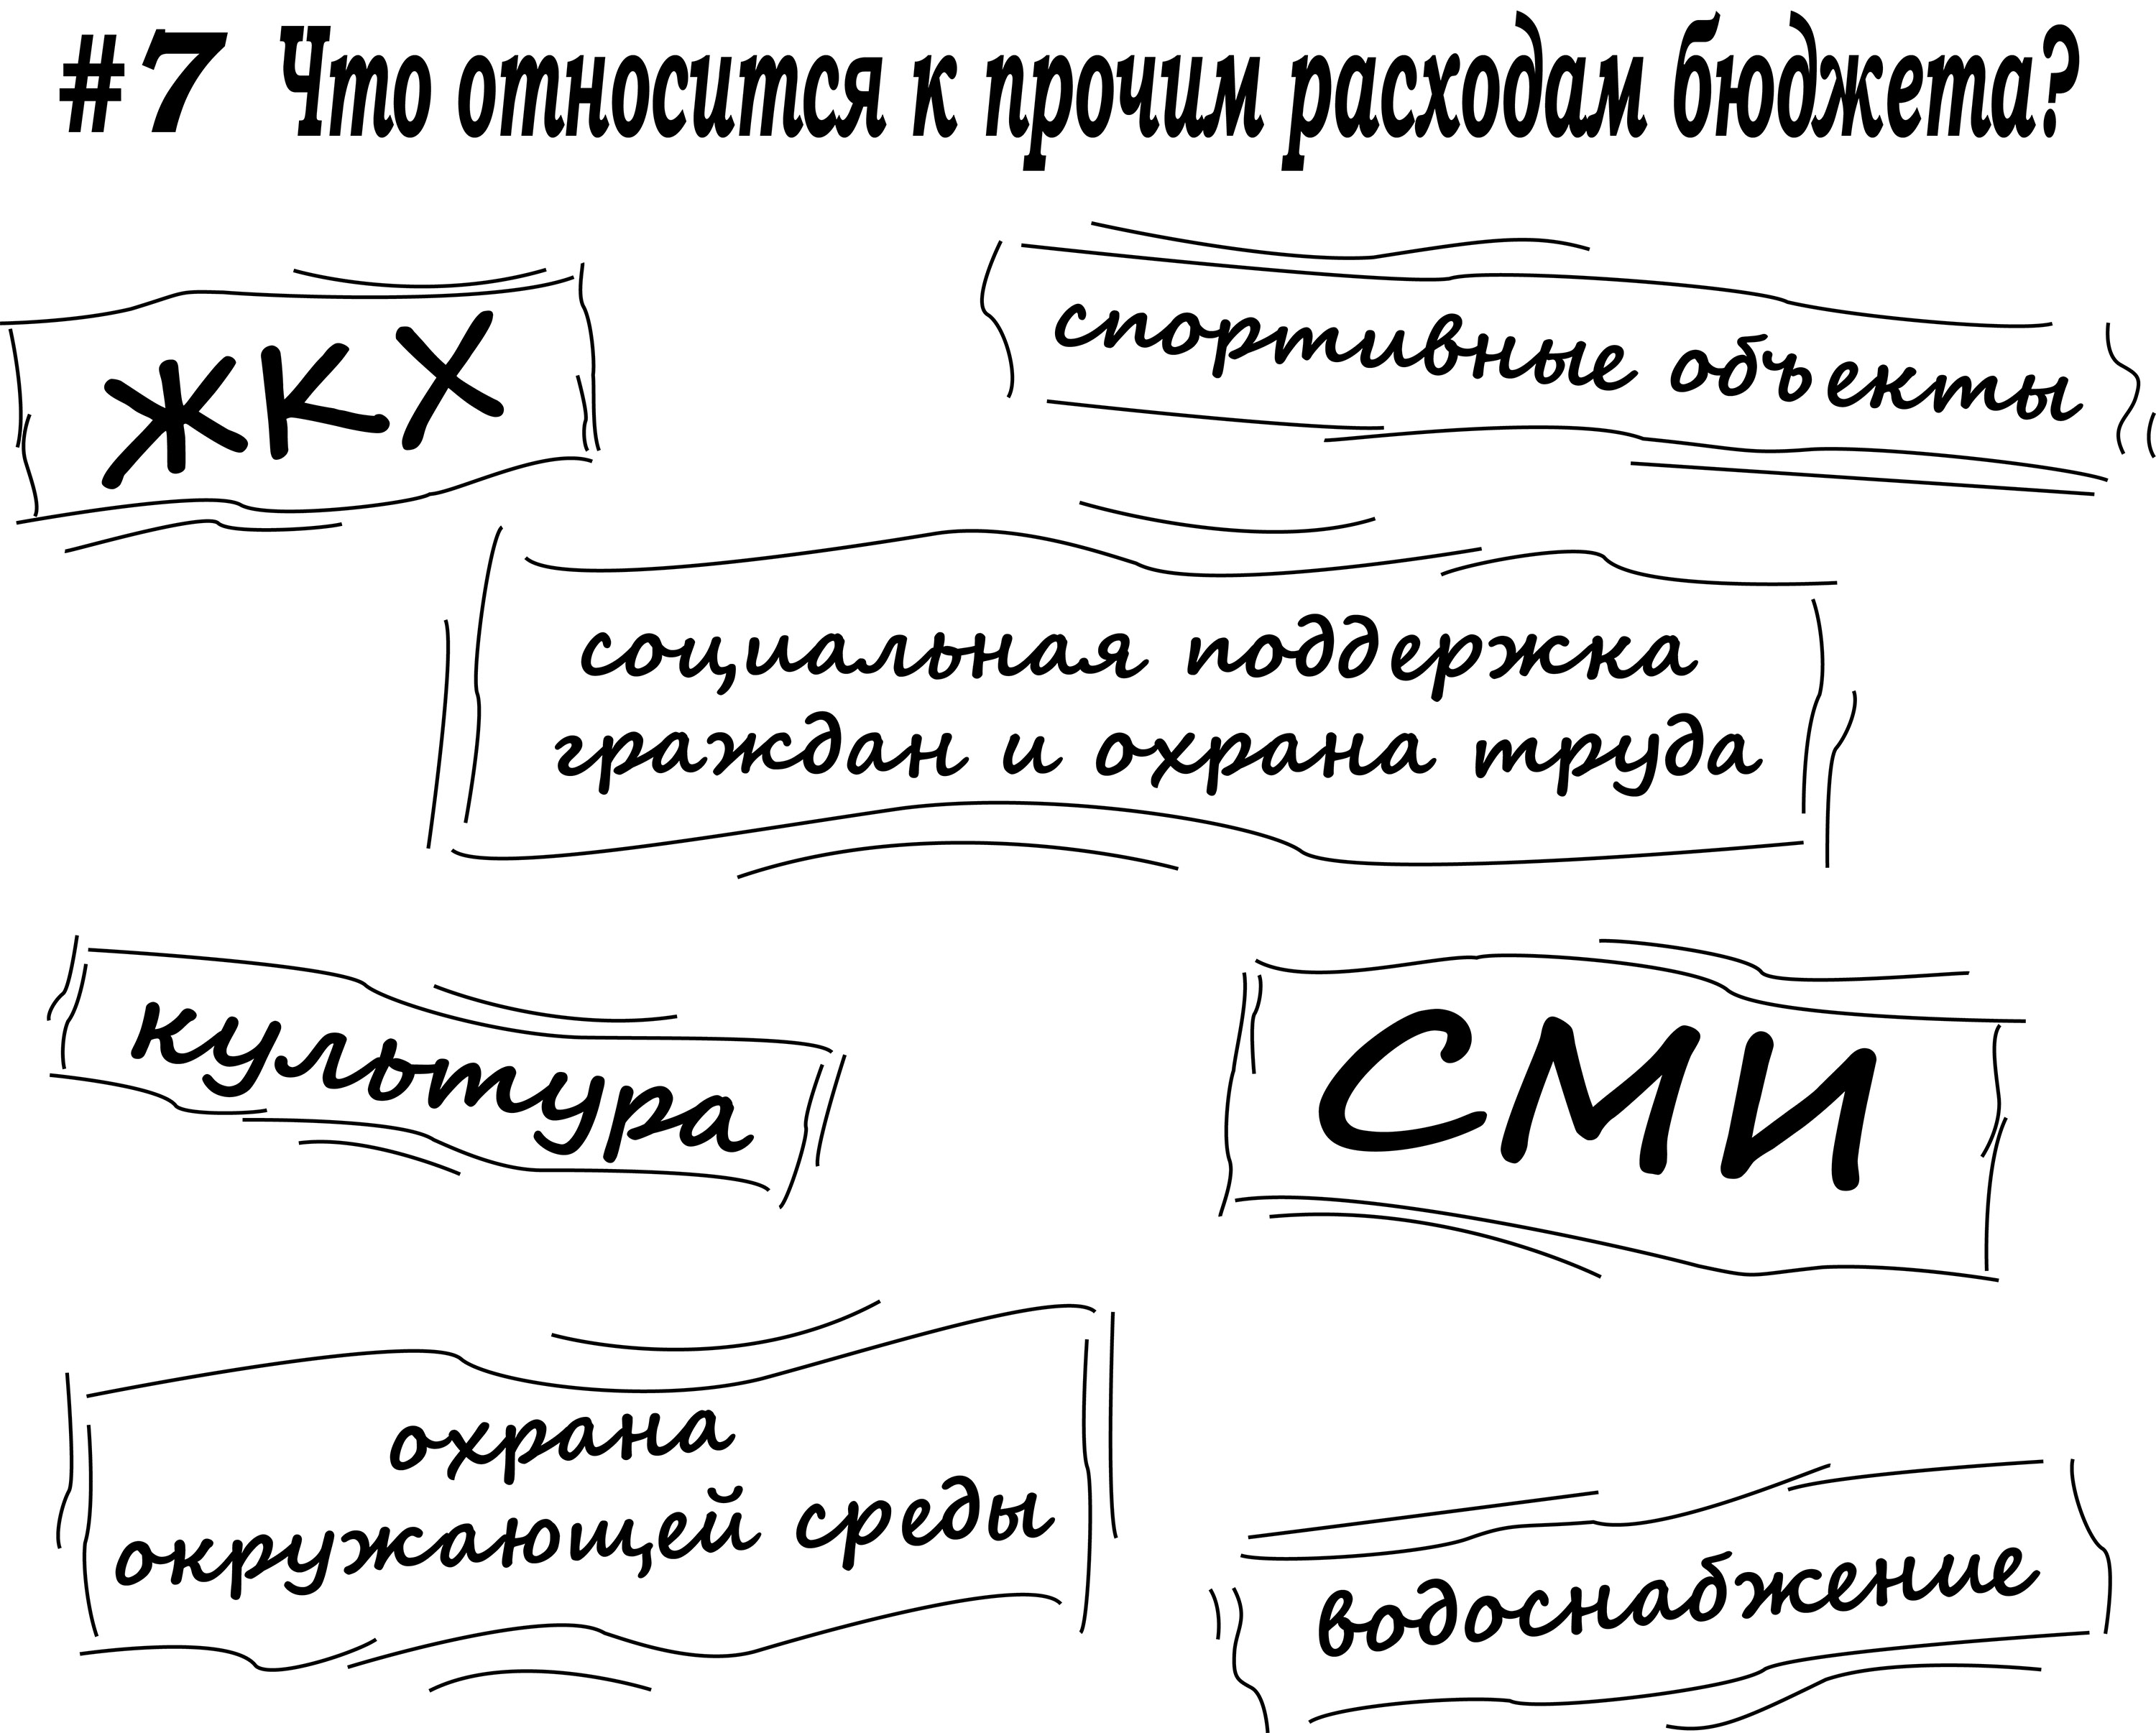 #7 Что относится к прочим расходам бюджета?
ЖКХ
спортивные объекты
социальная поддержка
граждан и охрана труда
культура
СМИ
охрана
окружающей среды
водоснабжение